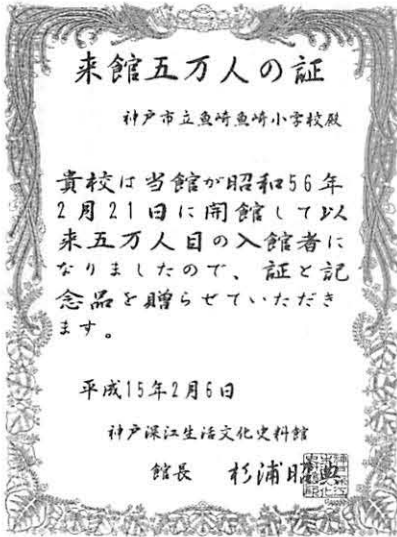 来館五万人の証
神戸市立魚崎魚崎小学校殿
貴校は当館が昭和56年
2月21日に開館して以
来五万人目の入館者に
なりましたので、証と記
念品を贈らせていただき
ます。
平成15年2月6日
神戸深江生活文化史料館
館長 杉浦昭典